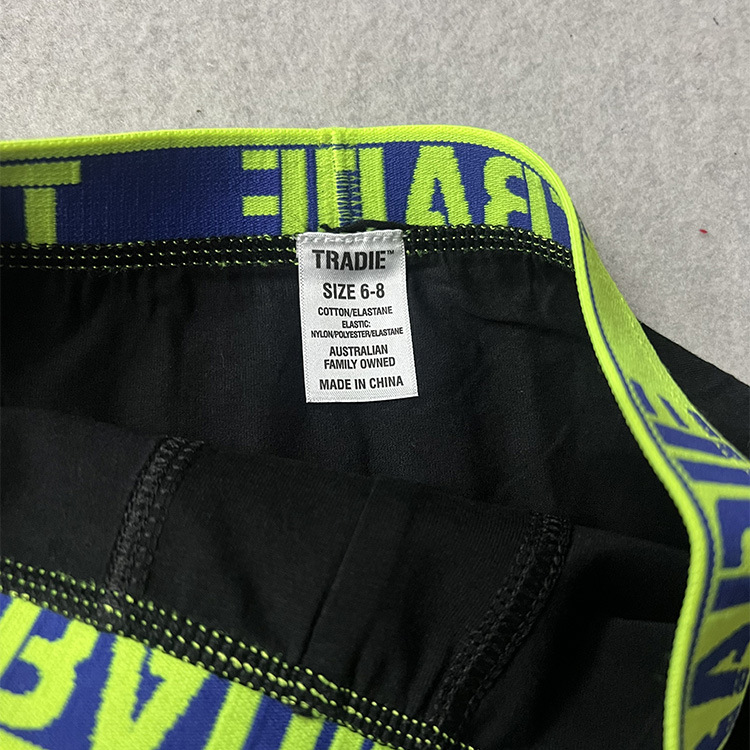 TRADIE
TRADIE™
SIZE 6-8
COTTON/ELASTANE
ELASTIC:
NYLON/POLYESTER/ELASTANE
AUSTRALIAN
FAMILY OWNED
MADE IN CHINA